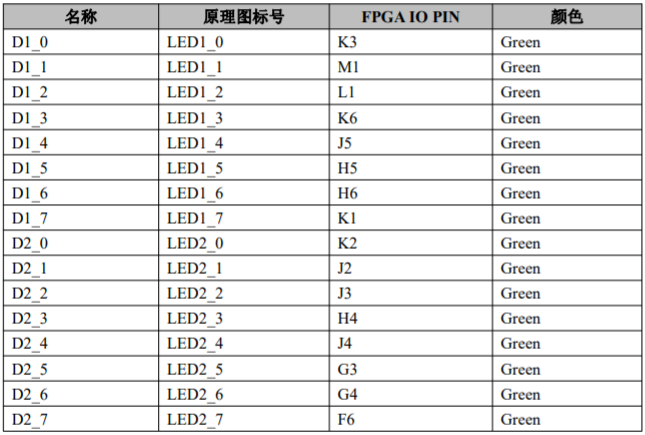 名称 原理图标号 FPGA IO PIN 颜色
D1_0 LED1_0 K3 Green
D1_1 LED1_1 M1 Green
D1_2 LED1_2 L1 Green
D1_3 LED1_3 K6 Green
D1_4 LED1_4 J5 Green
D1_5 LED1_5 H5 Green
D1_6 LED1_6 H6 Green
D1_7 LED1_7 K1 Green
D2_0 LED2_0 K2 Green
D2_1 LED2_1 J2 Green
D2_2 LED2_2 J3 Green
D2_3 LED2_3 H4 Green
D2_4 LED2_4 J4 Green
D2_5 LED2_5 G3 Green
D2_6 LED2_6 G4 Green
D2_7 LED2_7 F6 Green